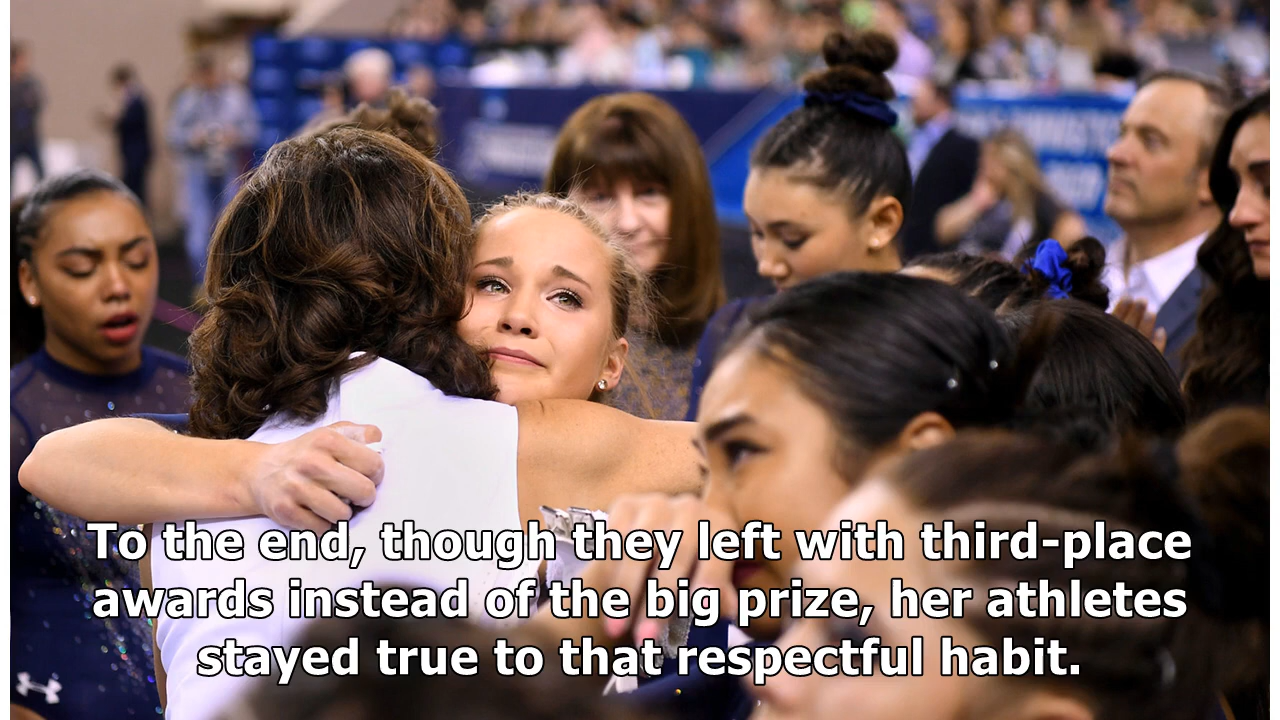 To the end, though they left with third-place
awards instead of the big prize, her athletes
stayed true to that respectful habit.